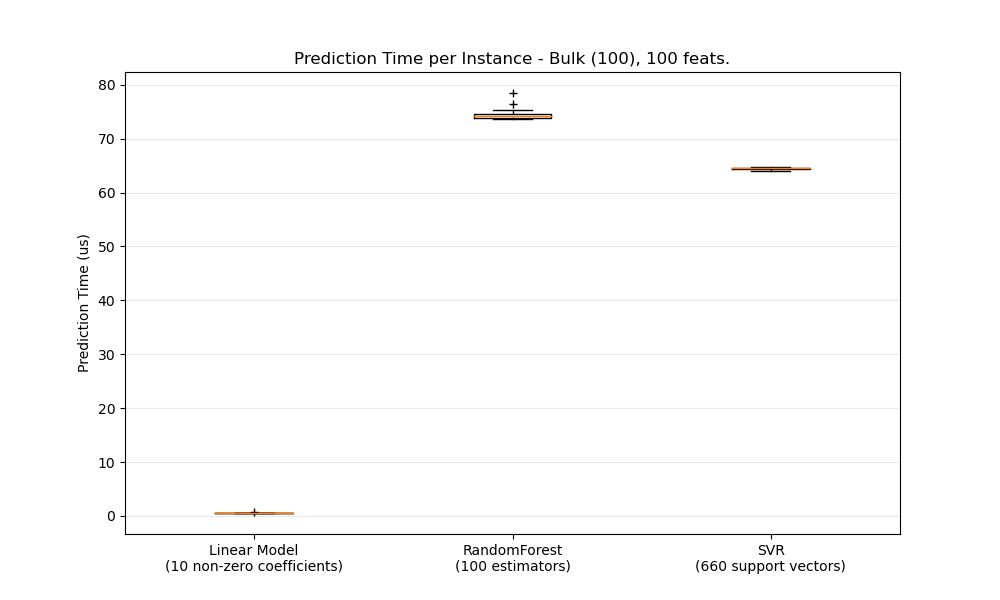 Prediction Time per Instance - Bulk (100), 100 feats.
Prediction Time (us)
80
70
60
50
40
30
20
10
0
Linear Model
(10 non-zero coefficients)
RandomForest
(100 estimators)
SVR
(660 support vectors)